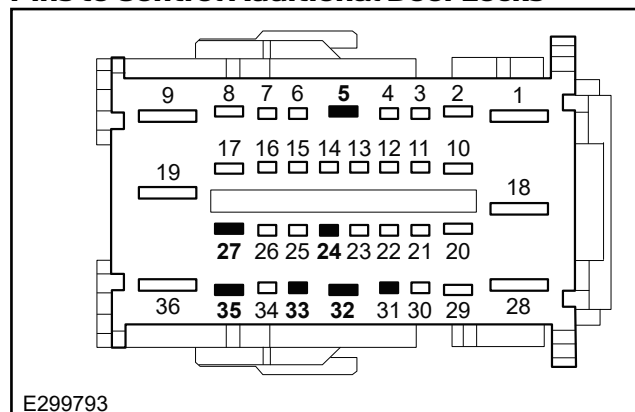 Pins to Control Additional Door Locks
9 8 7 6 5 4 3 2 1
17 16 15 14 13 12 11 10
19 18
27 26 25 24 23 22 21 20
36 35 34 33 32 31 30 29 28
E299793